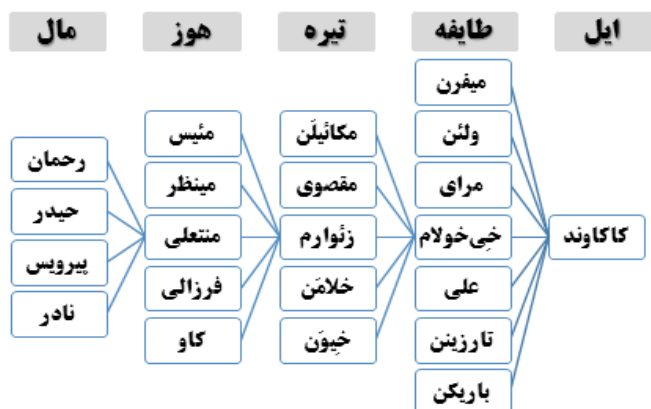 ایل
طایفه
تیره
هوز
مال
کاکاوند
میفرن
ولئن
مرای
خِی‌خولام
علی
تارزینن
باریکن
مکائیلَن
مقصوی
زئوارم
خلامَن
خِیوَن
مئیس
مینظر
منتعلی
فرزالی
کاو
رحمان
حیدر
پیرویس
نادر